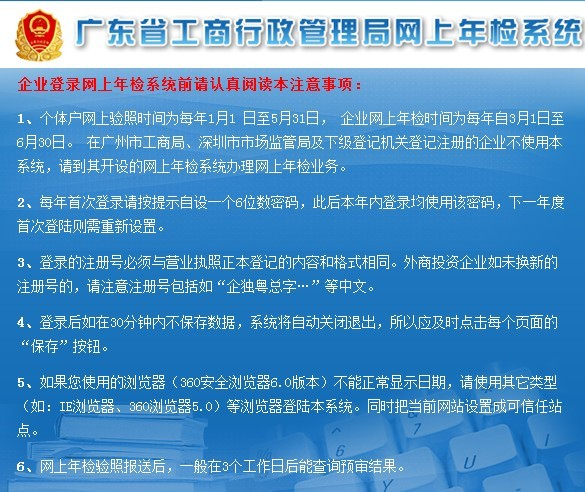 广东省工商行政管理局网上年检系统
企业登录网上年检系统前请认真阅读本注意事项：
1、个体户网上验照时间为每年1月1 日至5月31日， 企业网上年检时间为每年自3月1日至
6月30日。 在广州市工商局、深圳市市场监管局及下级登记机关登记注册的企业不使用本
系统，请到其开设的网上年检系统办理网上年检业务。
2、每年首次登录请按提示自设一个6位数密码，此后本年内登录均使用该密码，下一年度
首次登陆则需重新设置。
3、登录的注册号必须与营业执照正本登记的内容和格式相同。外商投资企业如未换新的
注册号的，请注意注册号包括如“企独粤总字…”等中文。
4、登录后如在30分钟内不保存数据，系统将自动关闭退出，所以应及时点击每个页面的
“保存”按钮。
5、如果您使用的浏览器（360安全浏览器6.0版本）不能正常显示日期，请使用其它类型
（如：IE浏览器、360浏览器5.0）等浏览器登陆本系统。同时把当前网站设置成可信任站
点。
6、网上年检验照报送后，一般在3个工作日后能查询预审结果。